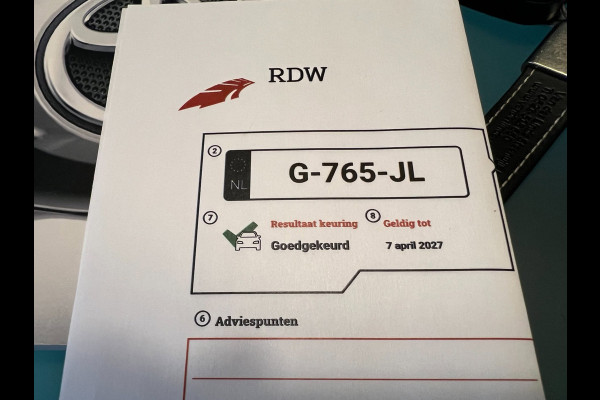 RDW
2
NL
G-765-JL
7
Resultaat keuring
Goedgekeurd
8
Geldig tot
7 april 2027
6 Adviespunten